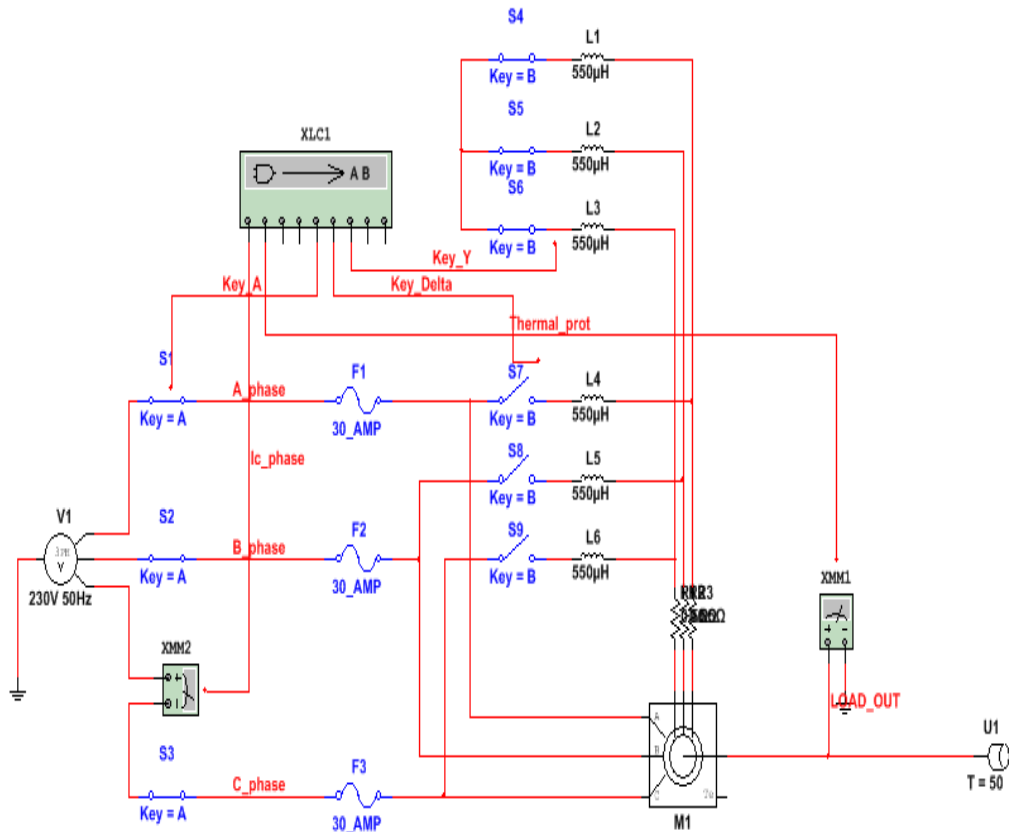 S4
L1
Key = B
550µH
S5
L2
XLC1
A B
Key = B
550µH
S6
L3
Key = B
550µH
Key_Y
Key_A
Key_Delta
Thermal_prot
S1
F1
S7
L4
A_phase
Key = A
30_AMP
Key = B
550µH
S8
L5
Ic_phase
Key = B
550µH
V1
S2
F2
S9
L6
B_phase
230V 50Hz
Key = A
30_AMP
Key = B
550µH
XMM1
XMM2
LOAD_OUT
U1
S3
F3
C_phase
T = 50
Key = A
30_AMP
M1